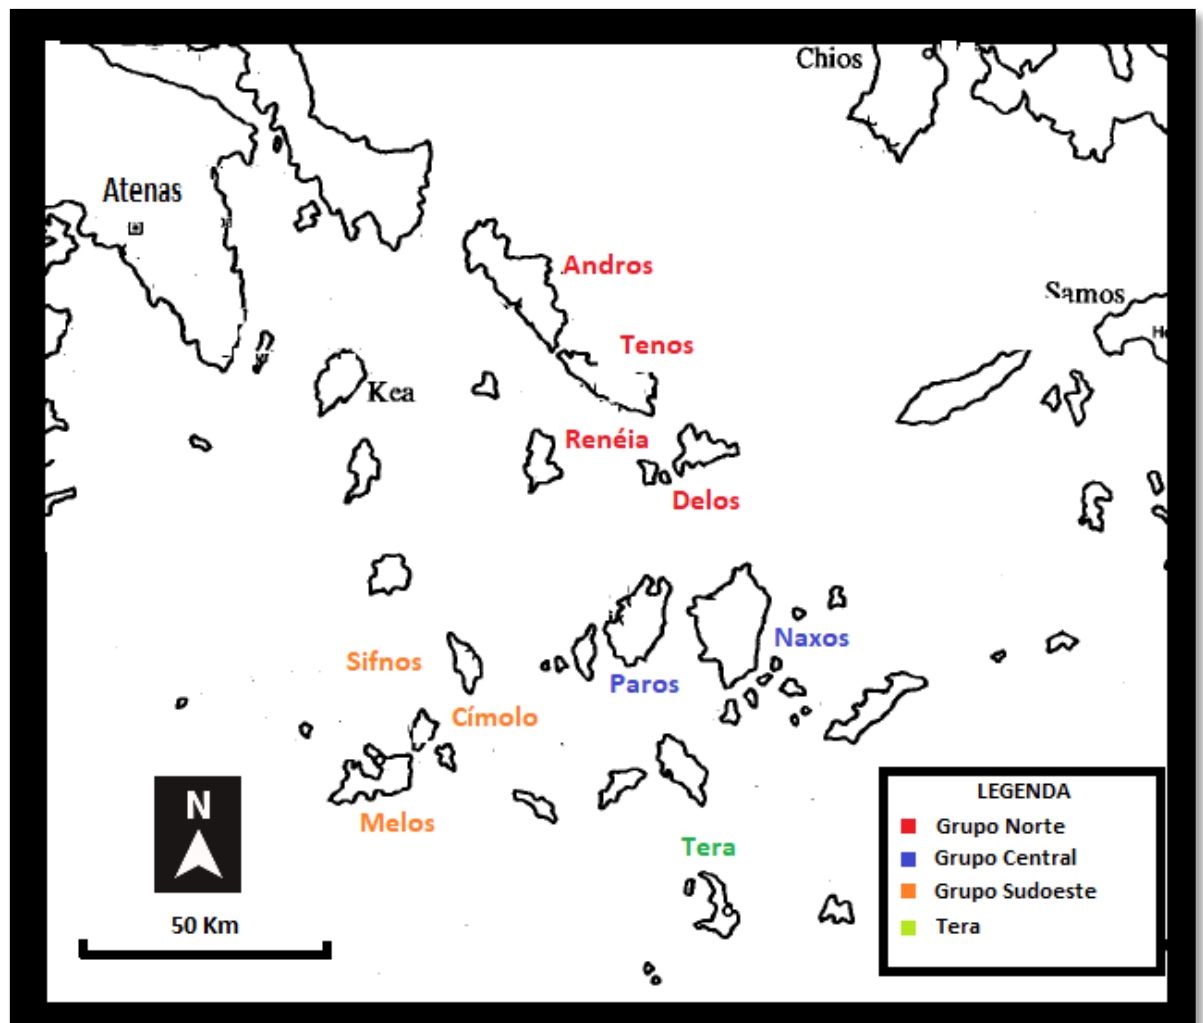 Chios
Atenas
Andros
Samos
He
Tenos
Kea
Renéia
Delos
Naxos
Sifnos
Paros
Címolo
LEGENDA
N
Melos
Grupo Norte
Tera
Grupo Central
Grupo Sudoeste
50 Km
Tera